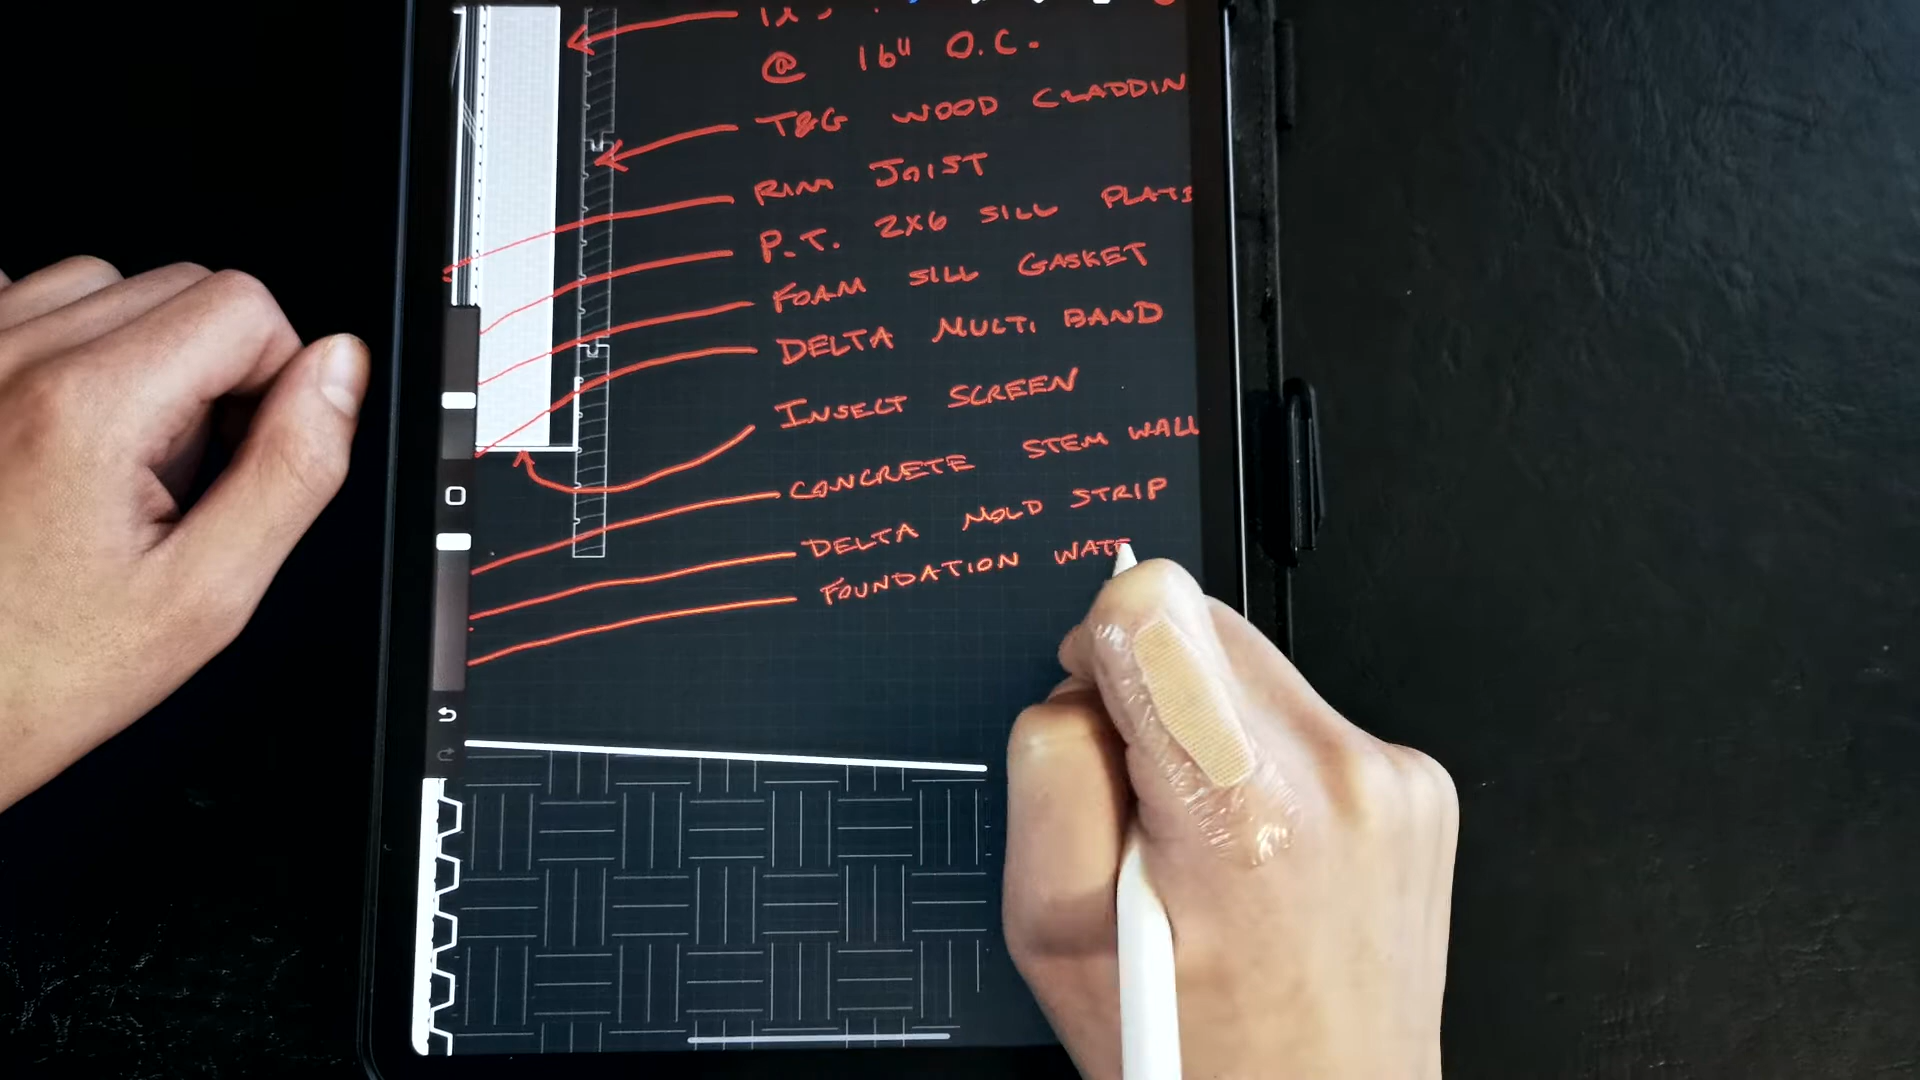 @ 16" O.C.
T&G WOOD CLADDIN
RIM JOIST
P.T. 2X6 SILL PLATE
FOAM SILL GASKET
DELTA MULTI BAND
INSECT SCREEN
CONCRETE STEM WALL
DELTA MOLD STRIP
FOUNDATION WATE